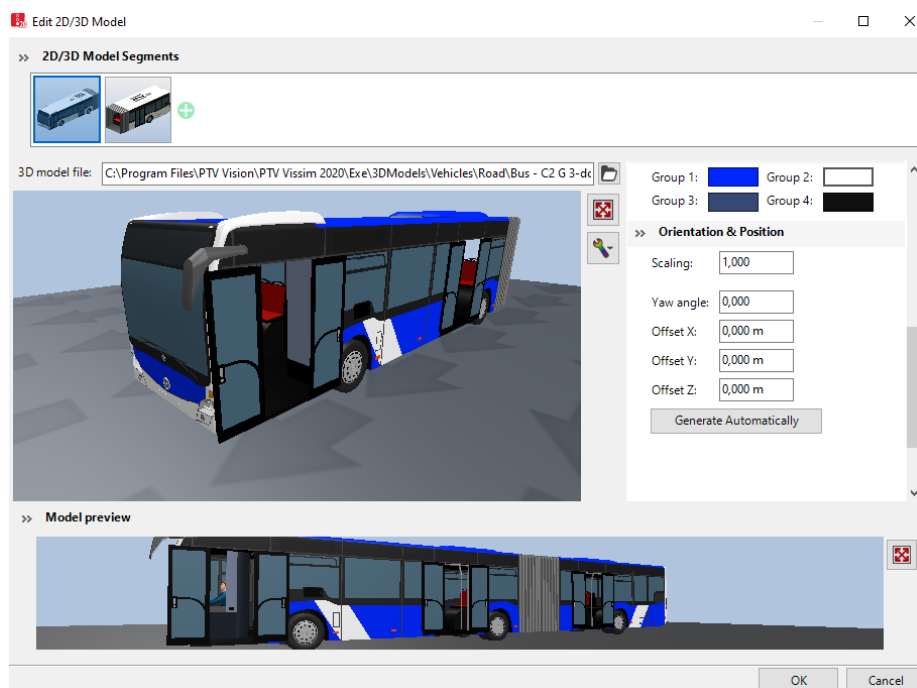 Edit 2D/3D Model
2D/3D Model Segments
3D model file: C:\Program Files\PTV Vision\PTV Vissim 2020\Exe\3DModels\Vehicles\Road\Bus - C2 G 3-dc
Group 1: Group 2:
Group 3: Group 4:
Orientation & Position
Scaling: 1,000
Yaw angle: 0,000
Offset X: 0,000 m
Offset Y: 0,000 m
Offset Z: 0,000 m
Generate Automatically
Model preview
OK Cancel